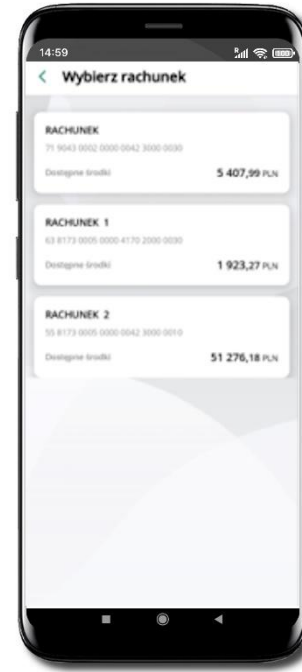 14:59
Wybierz rachunek
RACHUNEK
71 9043 0002 0000 0042 3000 0030
Dostępne środki 5 407,99 PLN
RACHUNEK 1
63 8173 0005 0000 4170 2000 0030
Dostępne środki 1 923,27 PLN
RACHUNEK 2
55 8173 0005 0000 0042 3000 0010
Dostępne środki 51 276,18 PLN